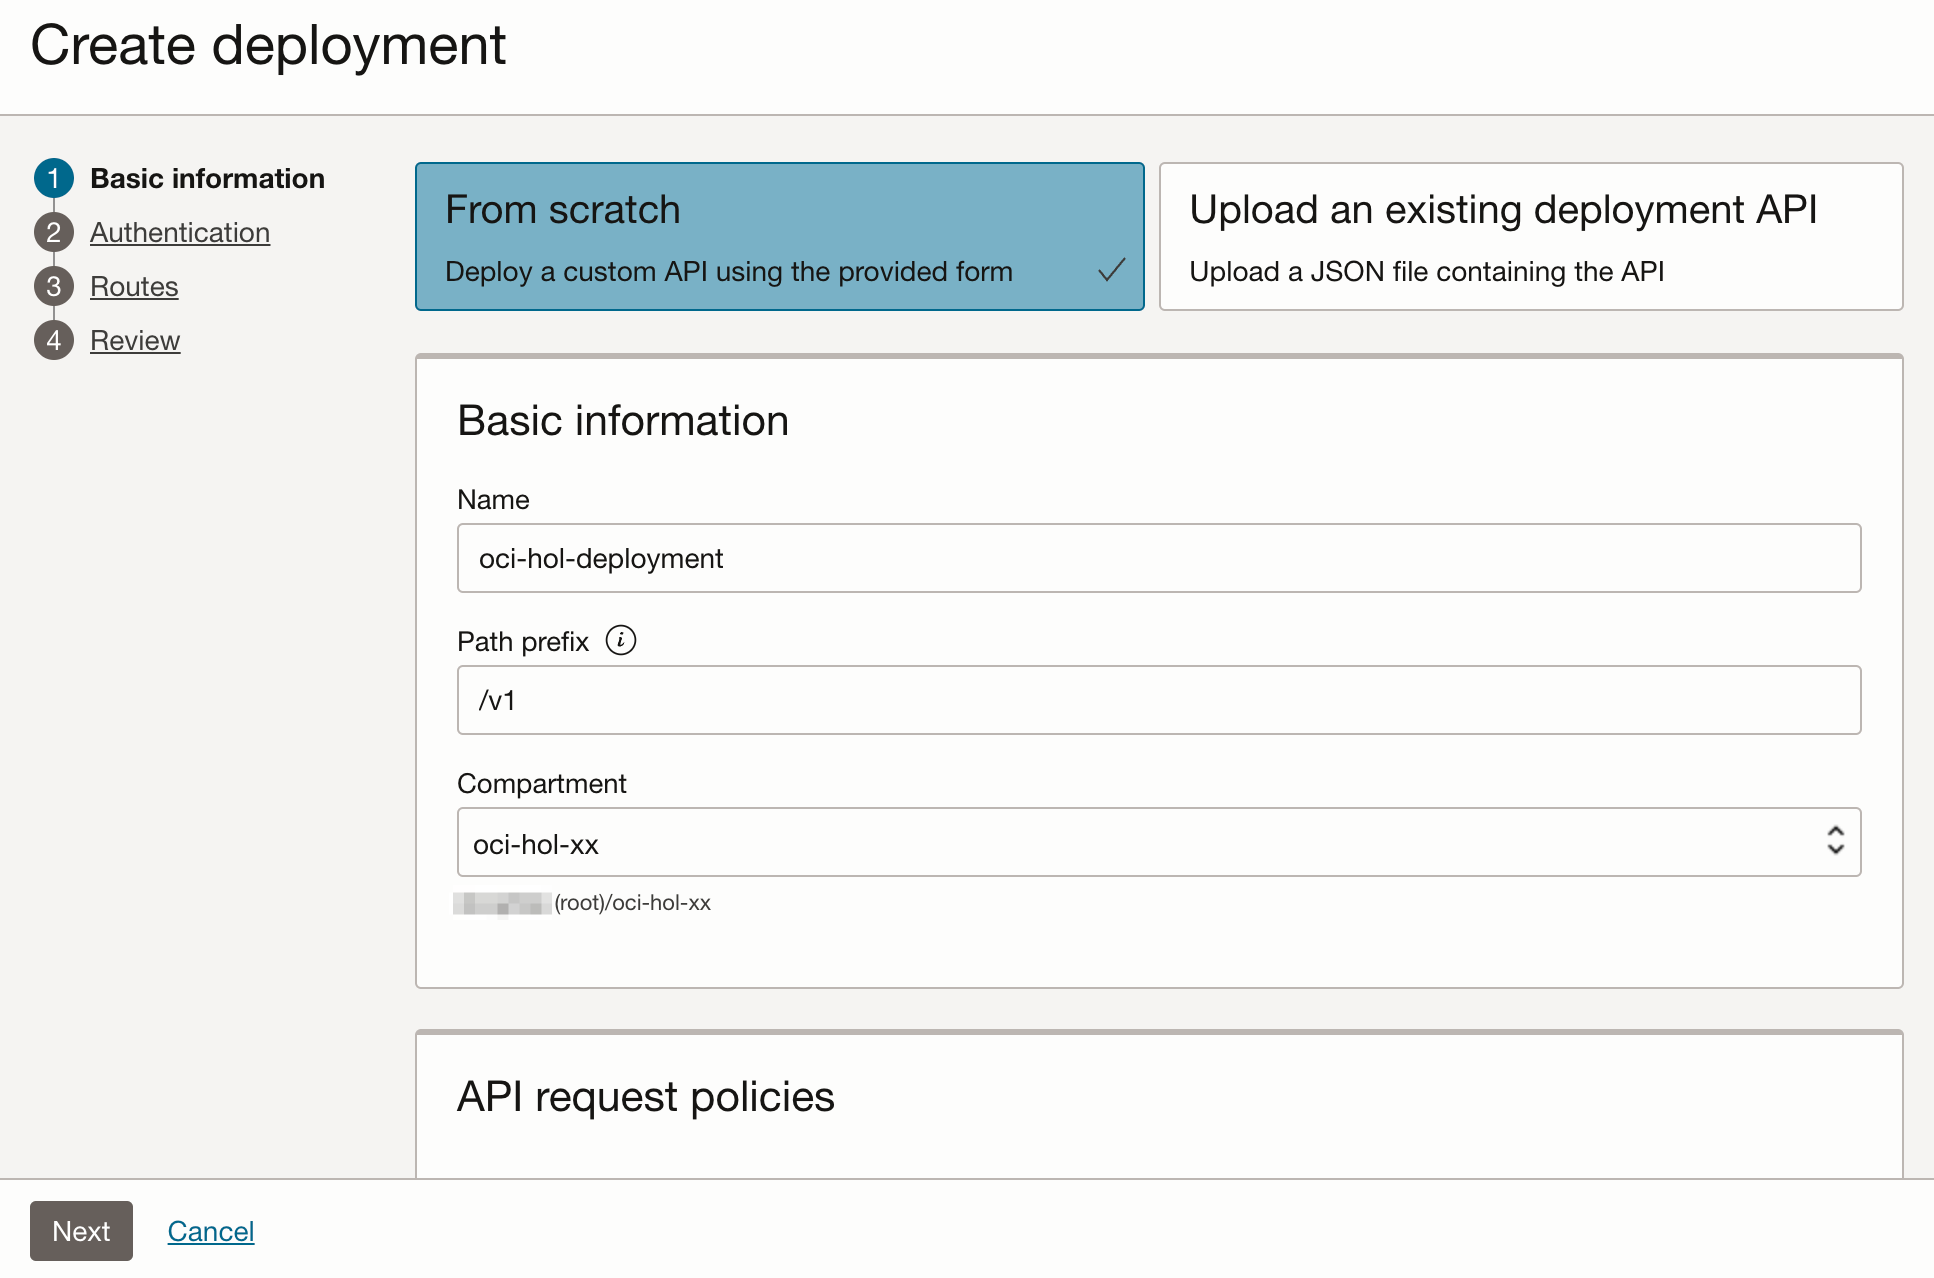 Create deployment
1 Basic information
2 Authentication
3 Routes
4 Review
From scratch
Deploy a custom API using the provided form
Upload an existing deployment API
Upload a JSON file containing the API
Basic information
Name
oci-hol-deployment
Path prefix i
/v1
Compartment
oci-hol-xx
(root)/oci-hol-xx
API request policies
Next Cancel